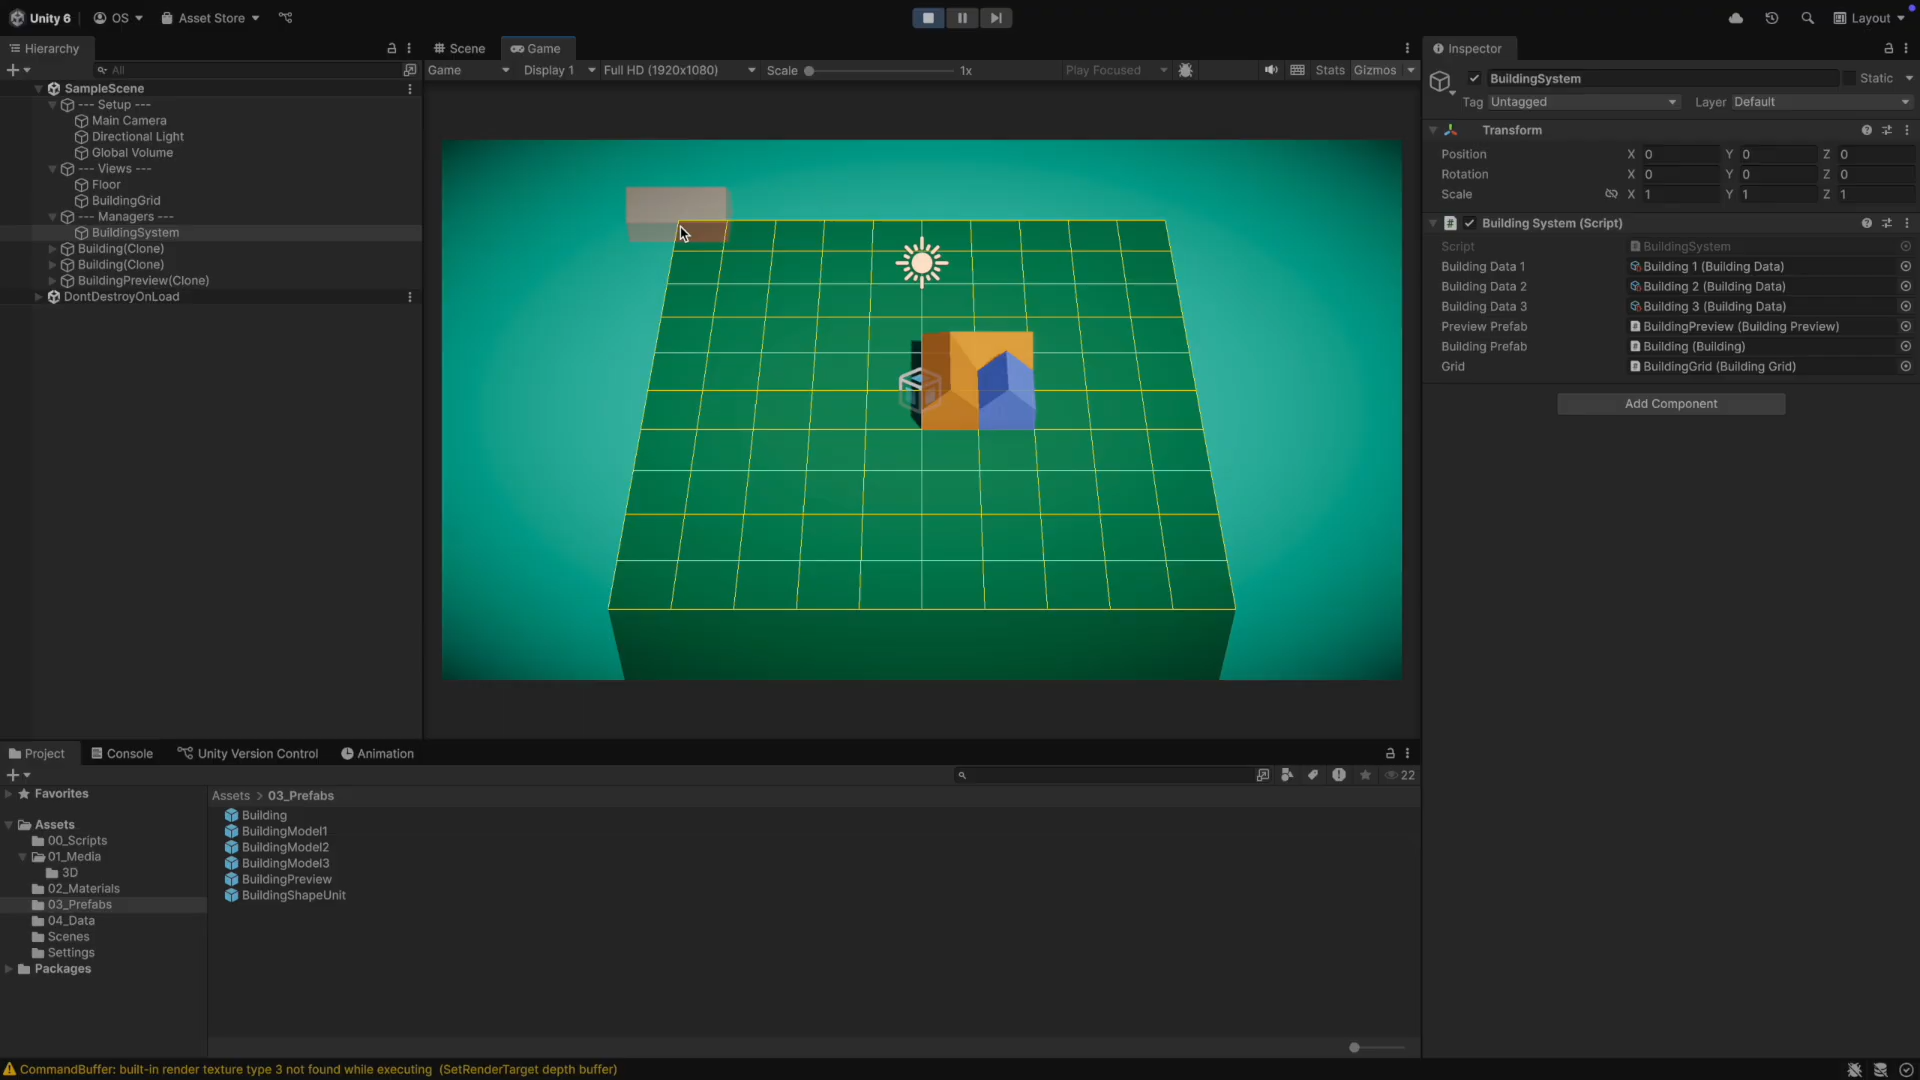 Unity 6 OS Asset Store Layout
Hierarchy
Scene Game
Inspector
All
Game Display 1 Full HD (1920x1080) Scale 1x Play Focused Stats Gizmos
SampleScene
--- Setup ---
Main Camera
Directional Light
Global Volume
--- Views ---
Floor
BuildingGrid
--- Managers ---
BuildingSystem
Building(Clone)
Building(Clone)
BuildingPreview(Clone)
DontDestroyOnLoad
BuildingSystem Static
Tag Untagged Layer Default
Transform
Position X 0 Y 0 Z 0
Rotation X 0 Y 0 Z 0
Scale X 1 Y 1 Z 1
# Building System (Script)
Script BuildingSystem
Building Data 1 Building 1 (Building Data)
Building Data 2 Building 2 (Building Data)
Building Data 3 Building 3 (Building Data)
Preview Prefab BuildingPreview (Building Preview)
Building Prefab Building (Building)
Grid BuildingGrid (Building Grid)
Add Component
Project Console Unity Version Control Animation
22
Favorites
Assets
00_Scripts
01_Media
3D
02_Materials
03_Prefabs
04_Data
Scenes
Settings
Packages
Assets > 03_Prefabs
Building
BuildingModel1
BuildingModel2
BuildingModel3
BuildingPreview
BuildingShapeUnit
CommandBuffer: built-in render texture type 3 not found while executing (SetRenderTarget depth buffer)